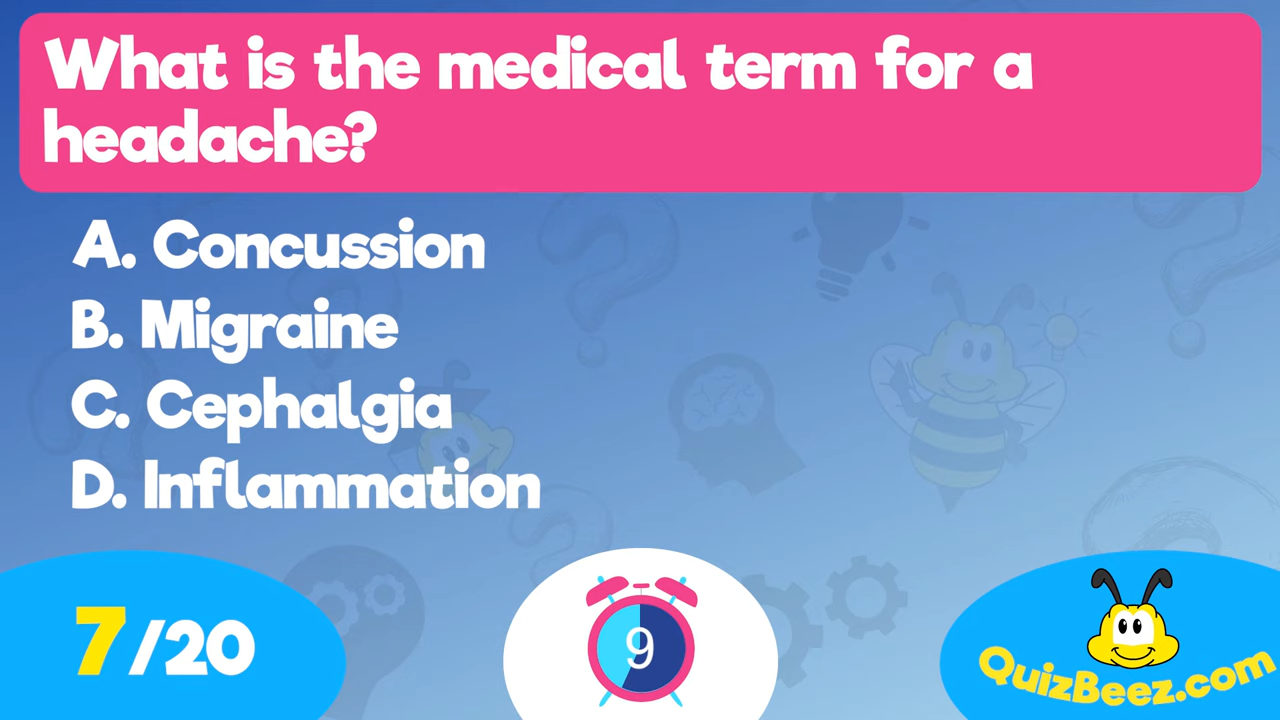 What is the medical term for a
headache?
A. Concussion
B. Migraine
C. Cephalgia
D. Inflammation
7/20
9
QuizBeez.com